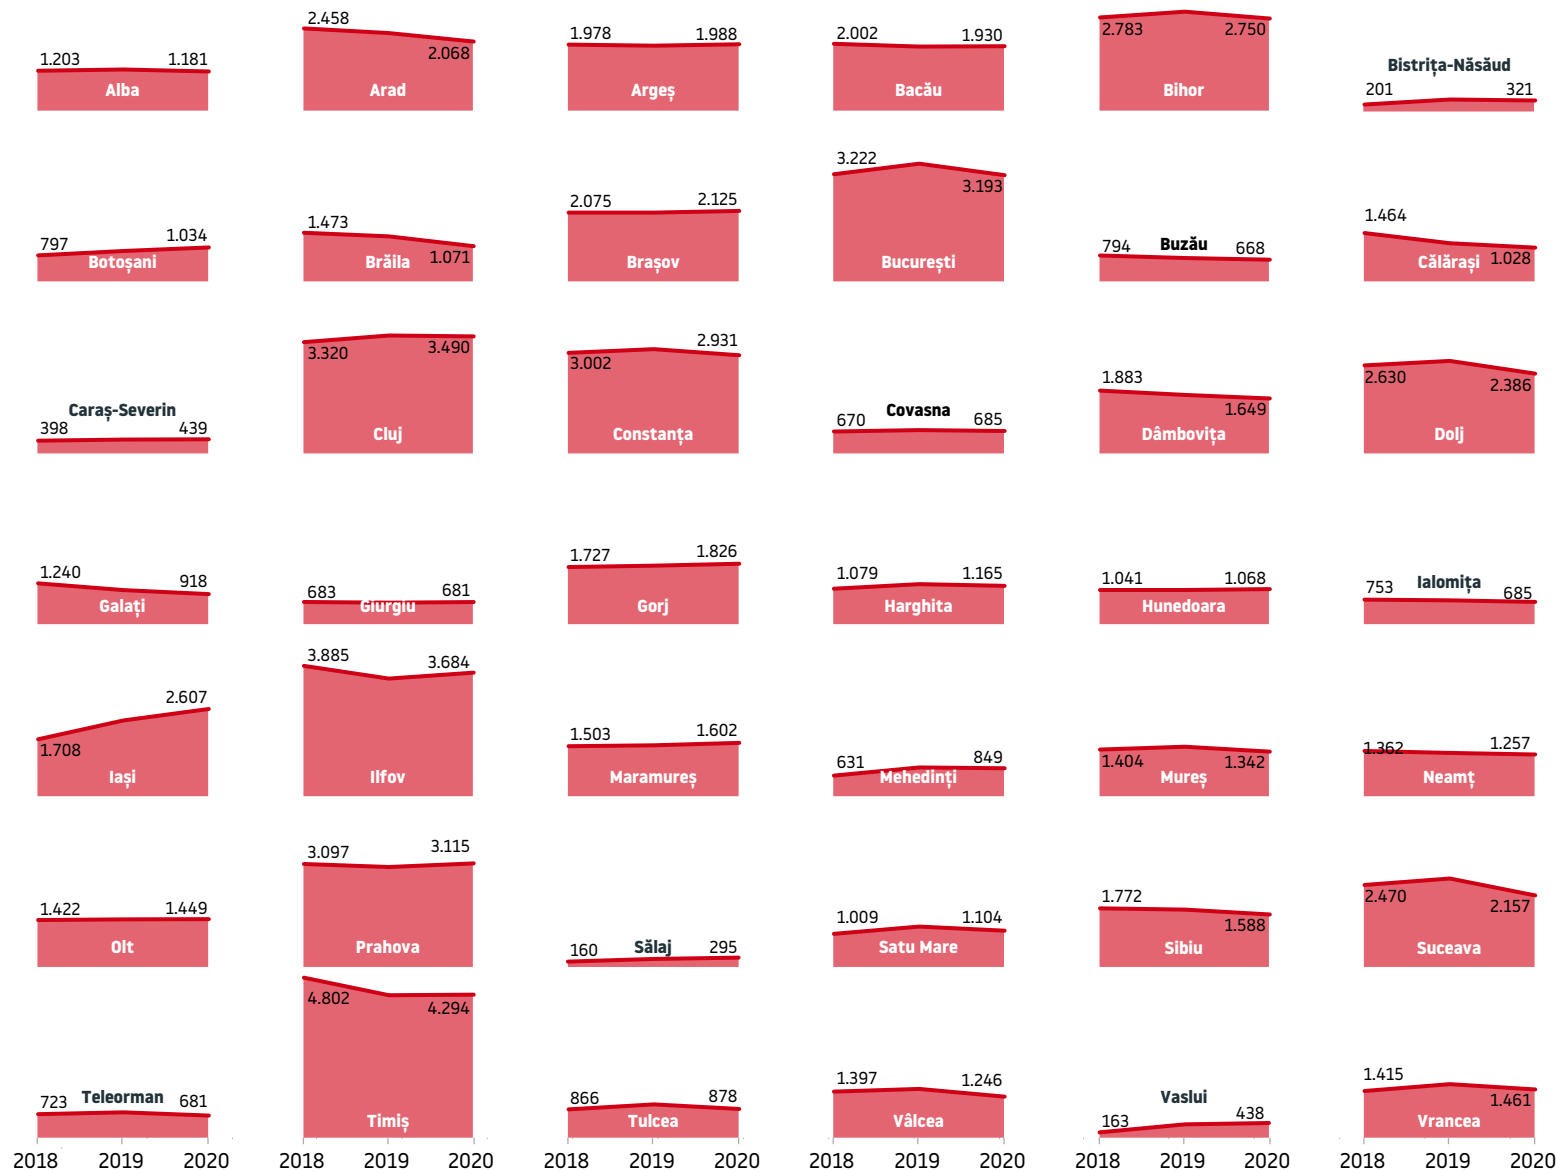 1.203 1.181
Alba
2.458 2.068
Arad
1.978 1.988
Argeș
2.002 1.930
Bacău
2.783 2.750
Bihor
Bistrița-Năsăud
201 321
797 1.034
Botoșani
1.473 1.071
Brăila
2.075 2.125
Brașov
3.222 3.193
București
794 Buzău 668
1.464
Călărași 1.028
Caraș-Severin
398 439
3.320 3.490
Cluj
3.002 2.931
Constanța
Covasna
670 685
1.883 1.649
Dâmbovița
2.630 2.386
Dolj
1.240 918
Galați
683 681
Giurgiu
1.727 1.826
Gorj
1.079 1.165
Harghita
1.041 1.068
Hunedoara
Ialomița
753 685
1.708 2.607
Iași
3.885 3.684
Ilfov
1.503 1.602
Maramureș
631 849
Mehedinți
1.404 1.342
Mureș
1.362 1.257
Neamț
1.422 1.449
Olt
3.097 3.115
Prahova
160 Sălaj 295
1.009 1.104
Satu Mare
1.772 1.588
Sibiu
2.470 2.157
Suceava
723 Teleorman 681
4.802 4.294
Timiș
866 878
Tulcea
1.397 1.246
Vâlcea
Vaslui
163 438
1.415 1.461
Vrancea
2018 2019 2020 2018 2019 2020 2018 2019 2020 2018 2019 2020 2018 2019 2020 2018 2019 2020